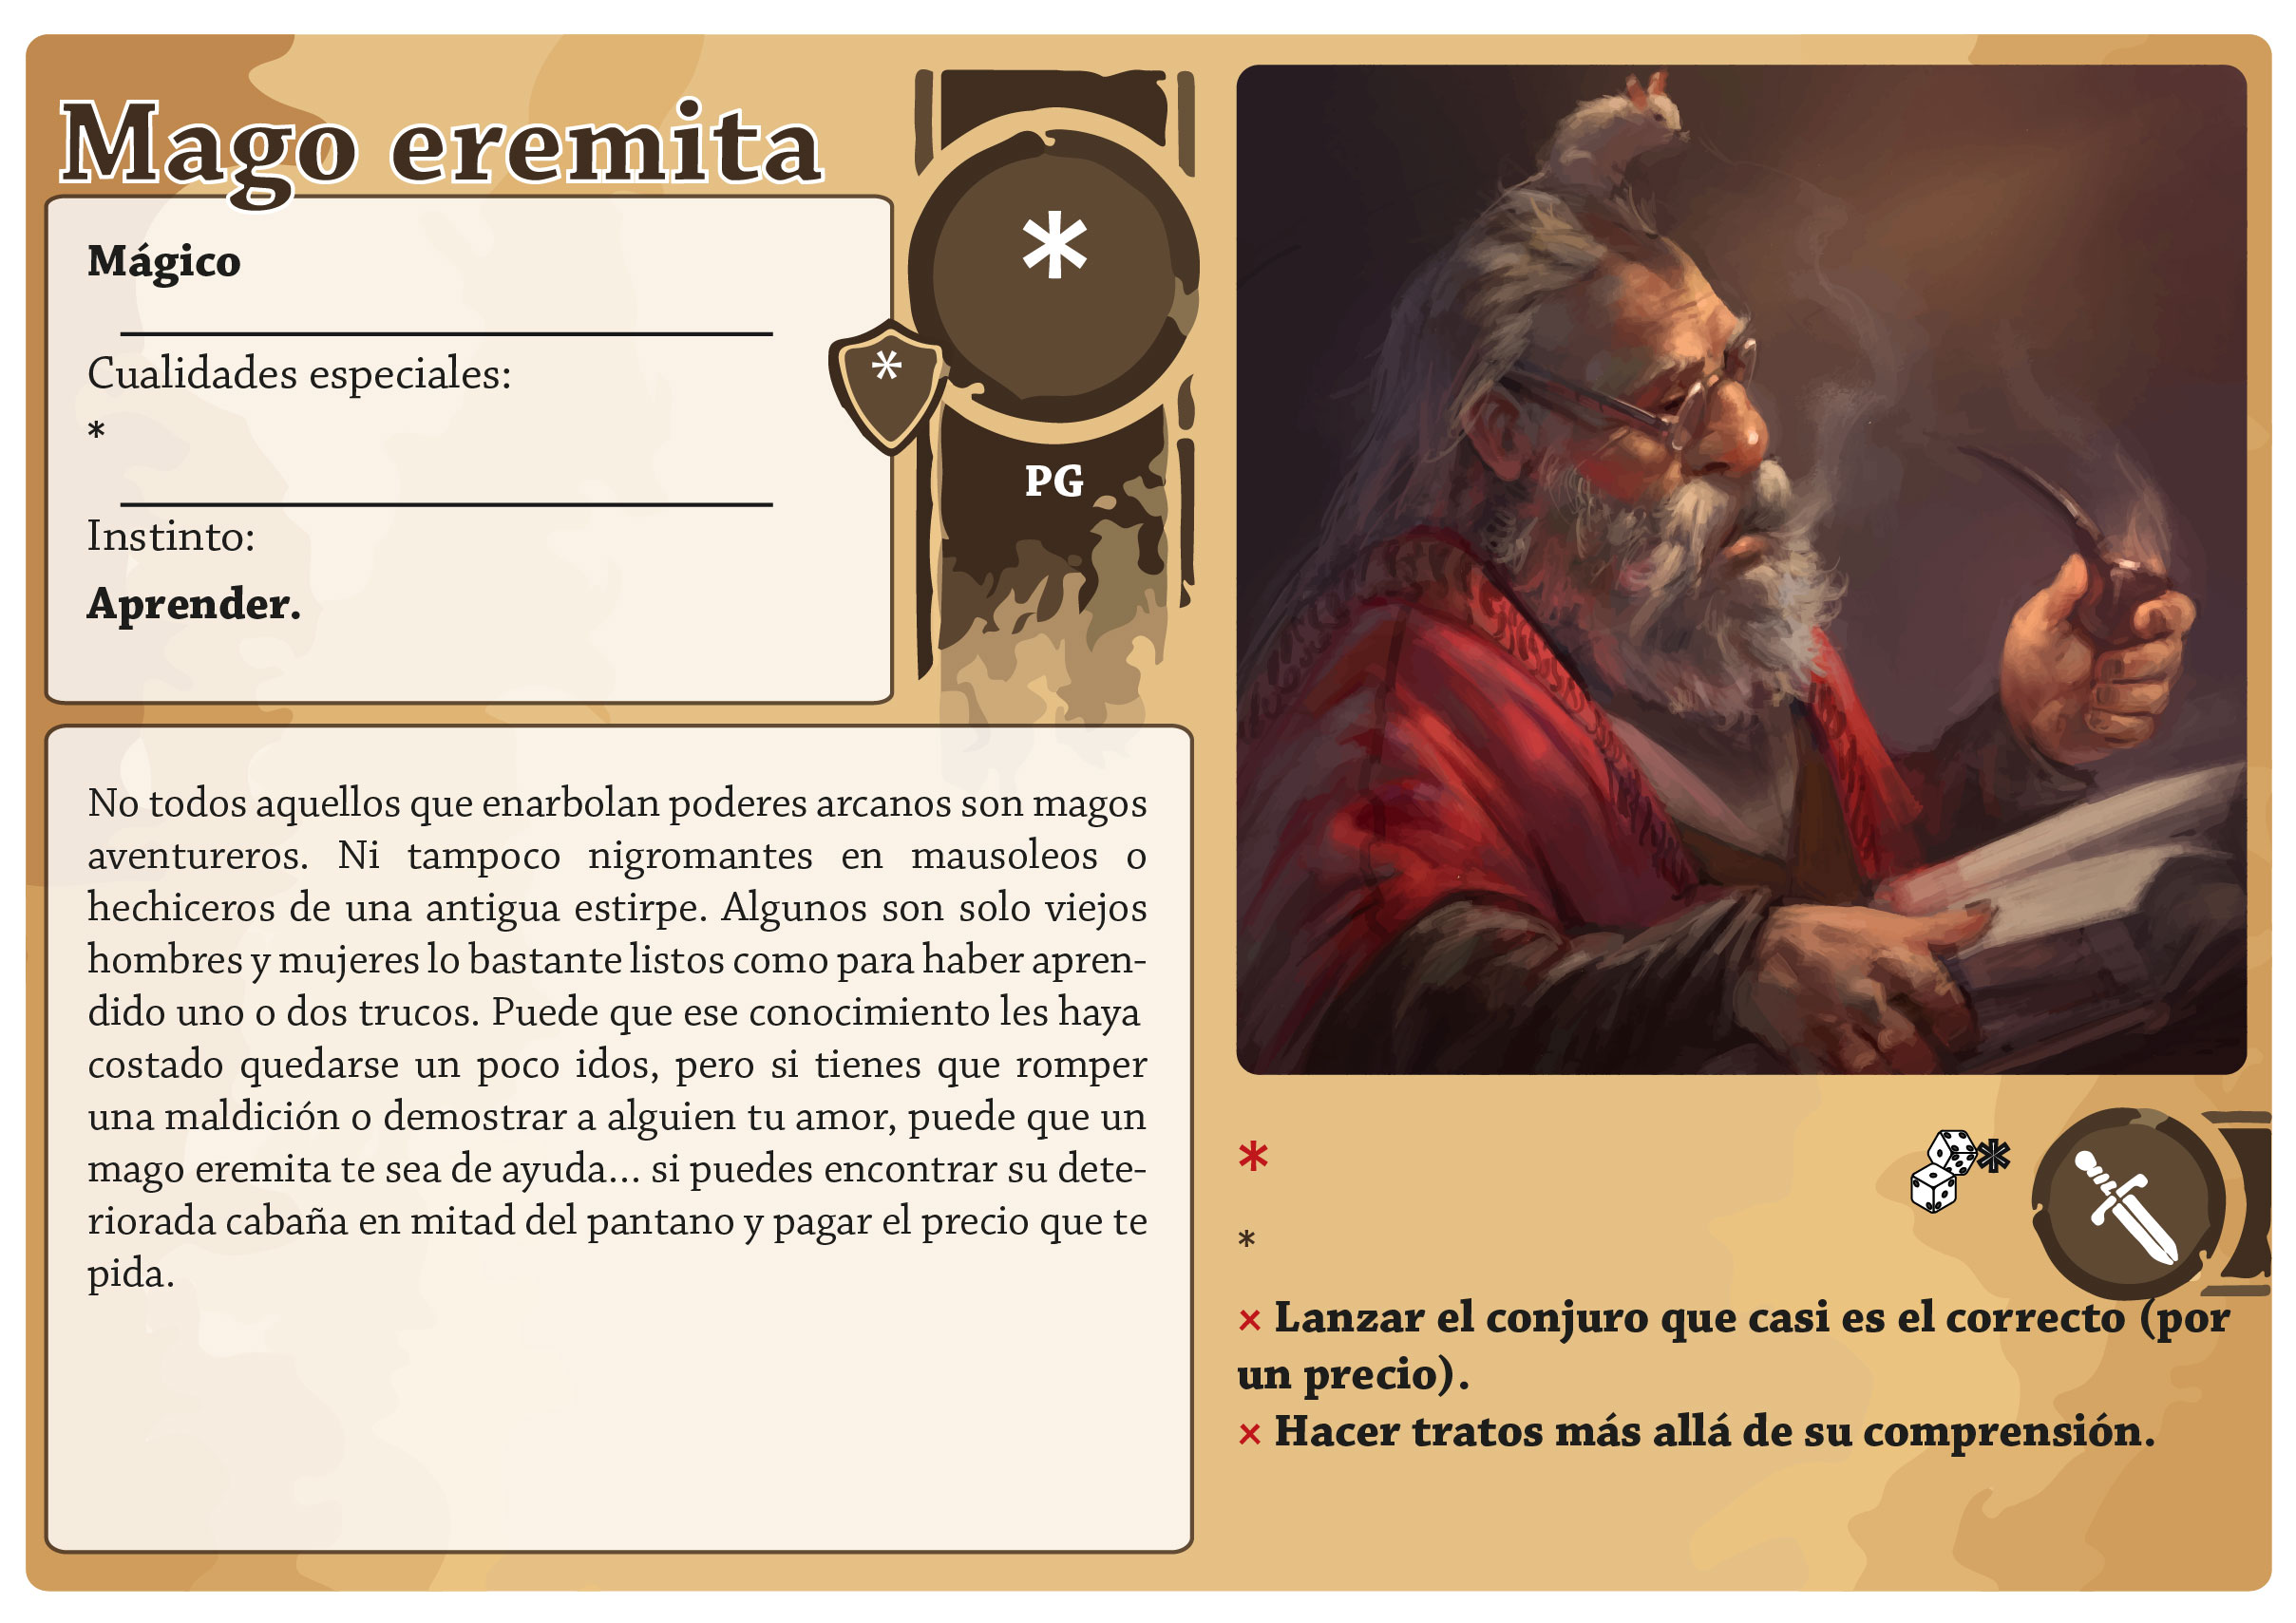 Mago eremita
Mágico
Cualidades especiales:
*
Instinto:
Aprender.
*
*
PG
No todos aquellos que enarbolan poderes arcanos son magos
aventureros. Ni tampoco nigromantes en mausoleos o
hechiceros de una antigua estirpe. Algunos son solo viejos
hombres y mujeres lo bastante listos como para haber apren-
dido uno o dos trucos. Puede que ese conocimiento les haya
costado quedarse un poco idos, pero si tienes que romper
una maldición o demostrar a alguien tu amor, puede que un
mago eremita te sea de ayuda... si puedes encontrar su dete-
riorada cabaña en mitad del pantano y pagar el precio que te
pida.
* *
*
× Lanzar el conjuro que casi es el correcto (por
un precio).
× Hacer tratos más allá de su comprensión.